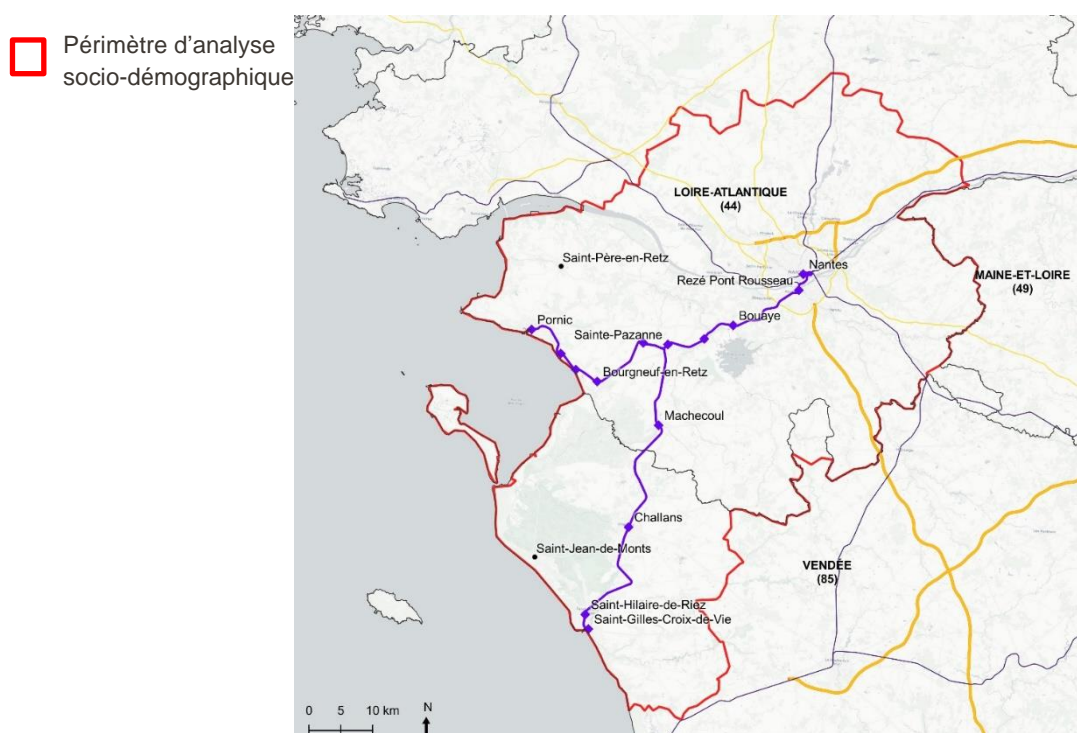 Périmètre d'analyse
socio-démographique
LOIRE-ATLANTIQUE
(44)
Saint-Père-en-Retz
Nantes
Rezé Pont Rousseau
MAINE-ET-LOIRE
(49)
Pornic
Bouaye
Sainte-Pazanne
Bourgneuf-en-Retz
Machecoul
Challans
Saint-Jean-de-Monts
VENDÉE
(85)
Saint-Hilaire-de-Riez
Saint-Gilles-Croix-de-Vie
0 5 10 km
N